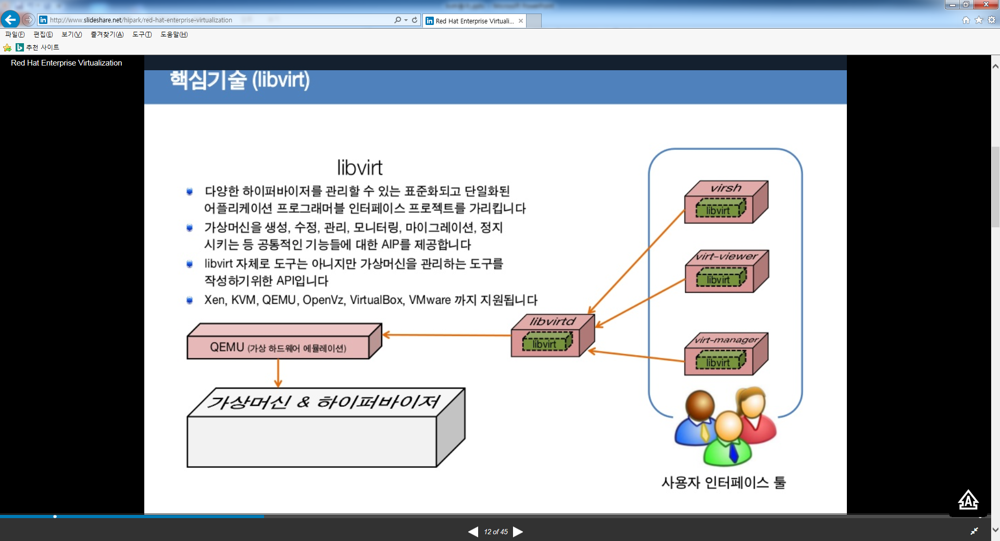 http://www.slideshare.net/hipark/red-hat-enterprise-virtualization
Red Hat Enterprise Virtuali...
파일(F) 편집(E) 보기(V) 즐겨찾기(A) 도구(T) 도움말(H)
추천 사이트
Red Hat Enterprise Virtualization
핵심기술 (libvirt)
libvirt
다양한 하이퍼바이저를 관리할 수 있는 표준화되고 단일화된
어플리케이션 프로그래머블 인터페이스 프로젝트를 가리킵니다
가상머신을 생성, 수정, 관리, 모니터링, 마이그레이션, 정지
시키는 등 공통적인 기능들에 대한 AIP를 제공합니다
libvirt 자체로 도구는 아니지만 가상머신을 관리하는 도구를
작성하기위한 API입니다
Xen, KVM, QEMU, OpenVz, VirtualBox, VMware 까지 지원됩니다
virsh
libvirt
virt-viewer
libvirt
virt-manager
libvirt
libvirtd
libvirt
QEMU (가상 하드웨어 에뮬레이션)
가상머신 & 하이퍼바이저
사용자 인터페이스 툴
12 of 45